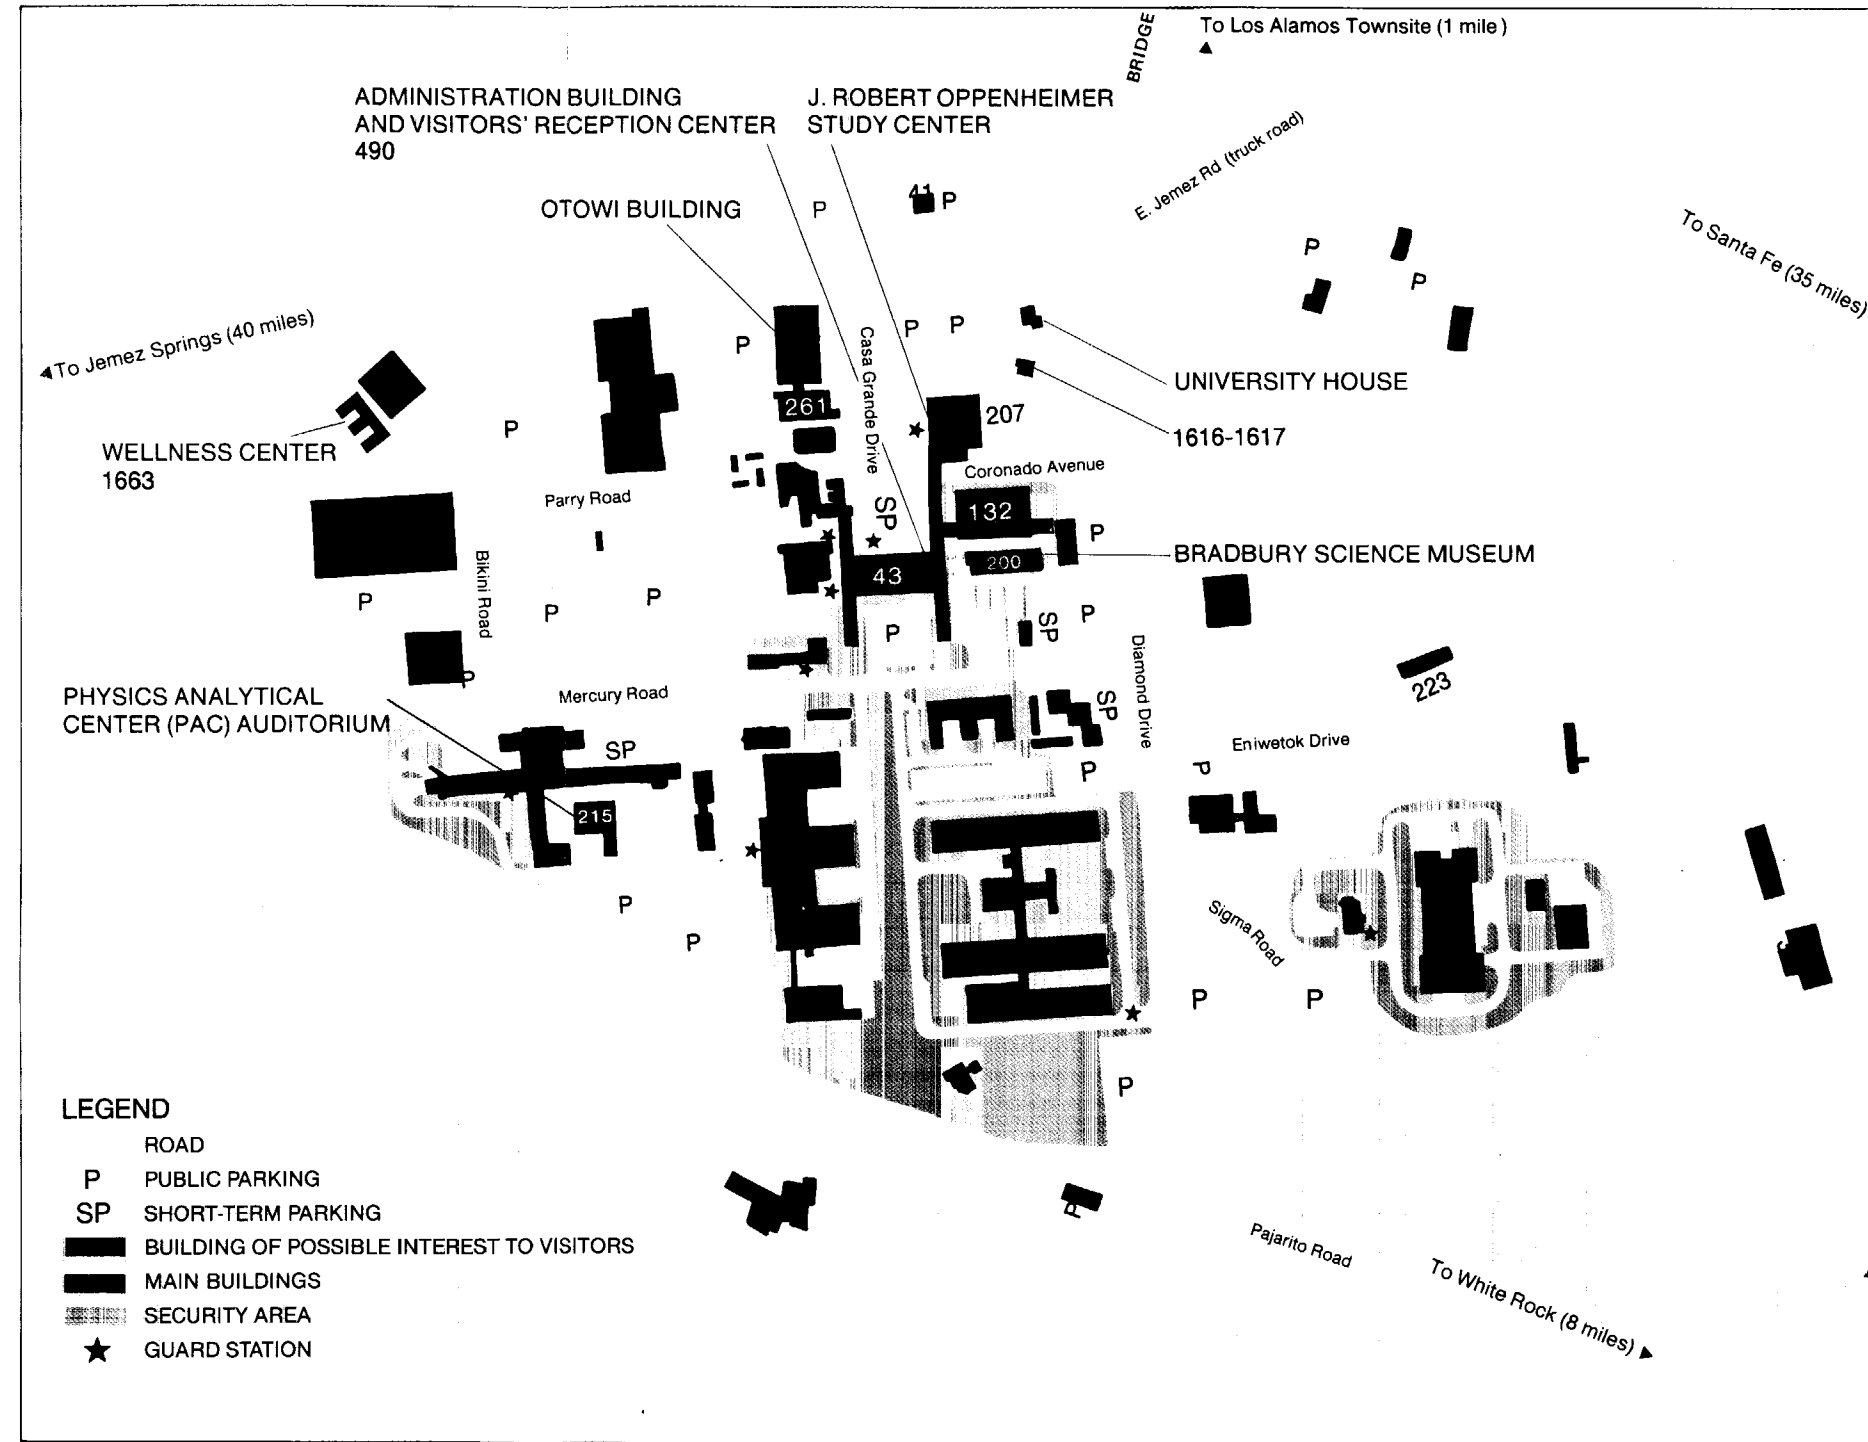 To Los Alamos Townsite (1 mile)
BRIDGE
ADMINISTRATION BUILDING
AND VISITORS' RECEPTION CENTER
490
J. ROBERT OPPENHEIMER
STUDY CENTER
E. Jemez Rd (truck road)
41
P
P
OTOWI BUILDING
To Santa Fe (35 miles)
P
P
To Jemez Springs (40 miles)
P
P
P
Casa Grande Drive
UNIVERSITY HOUSE
261
207
P
1616-1617
WELLNESS CENTER
1663
Coronado Avenue
Parry Road
SP
132
P
BRADBURY SCIENCE MUSEUM
200
43
Bikini Road
P
P
P
P
SP
P
Diamond Drive
P
223
PHYSICS ANALYTICAL
CENTER (PAC) AUDITORIUM
Mercury Road
SP
SP
Eniwetok Drive
P
P
215
P
P
Sigma Road
P
P
P
LEGEND
ROAD
P PUBLIC PARKING
SP SHORT-TERM PARKING
BUILDING OF POSSIBLE INTEREST TO VISITORS
MAIN BUILDINGS
SECURITY AREA
GUARD STATION
P
Pajarito Road
To White Rock (8 miles)